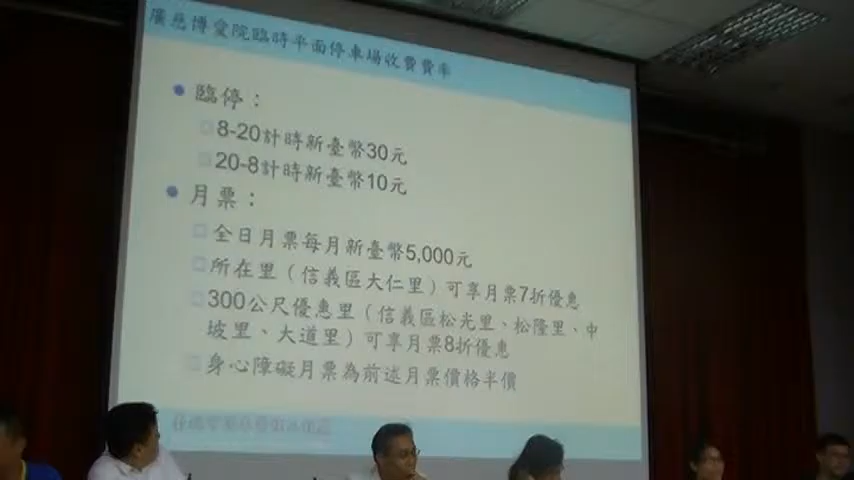 廣慈博愛院臨時平面停車場收費費率
臨停：
8-20計時新臺幣30元
20-8計時新臺幣10元
月票：
全日月票每月新臺幣5,000元
所在里（信義區大仁里）可享月票7折優惠
300公尺優惠里（信義區松光里、松隆里、中
坡里、大道里）可享月票8折優惠
身心障礙月票為前述月票價格半價